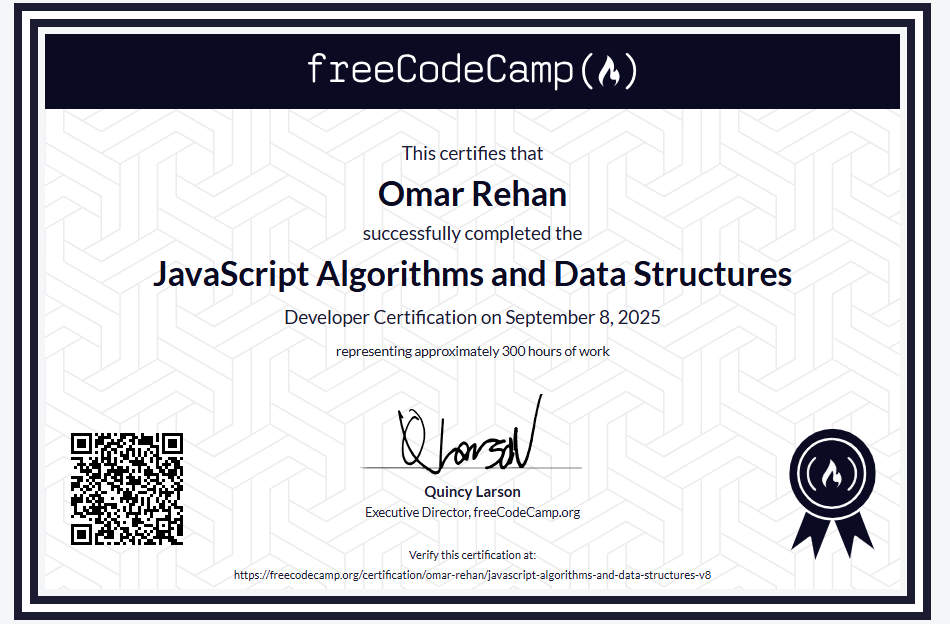 freeCodeCamp
This certifies that
Omar Rehan
successfully completed the
JavaScript Algorithms and Data Structures
Developer Certification on September 8, 2025
representing approximately 300 hours of work
Quincy Larson
Executive Director, freeCodeCamp.org
Verify this certification at:
https://freecodecamp.org/certification/omar-rehan/javascript-algorithms-and-data-structures-v8